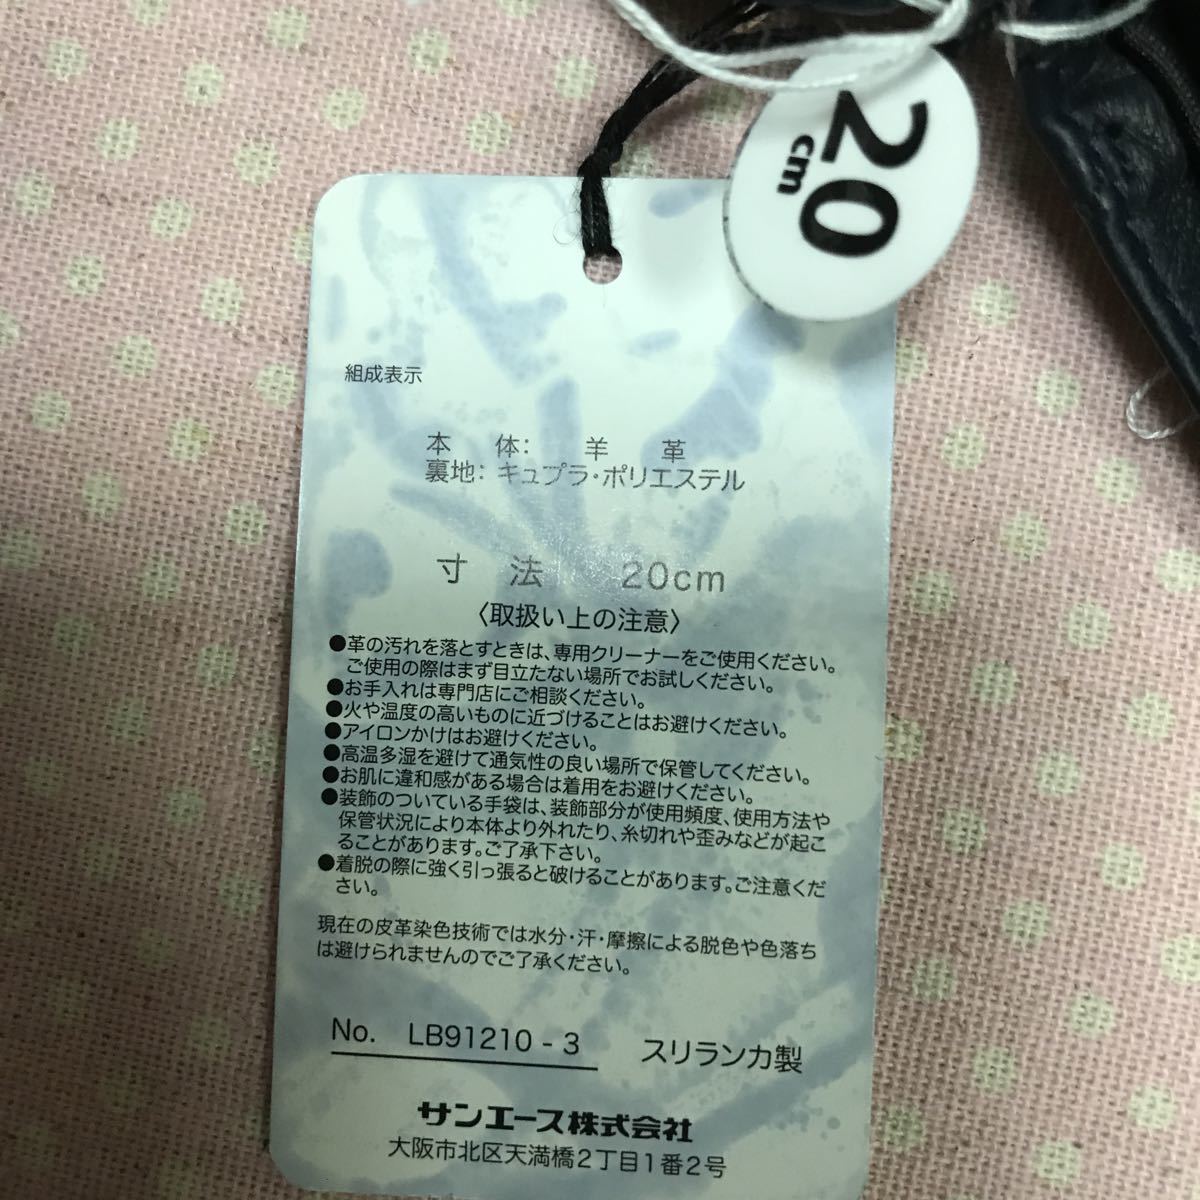 20
cm
組成表示
本 体: 羊 革
裏地: キュプラ・ポリエステル
寸 法 20cm
〈取扱い上の注意〉
●革の汚れを落とすときは、専用クリーナーをご使用ください。
ご使用の際はまず目立たない場所でお試しください。
●お手入れは専門店にご相談ください。
●火や温度の高いものに近づけることはお避けください。
●アイロンかけはお避けください。
●高温多湿を避けて通気性の良い場所で保管してください。
●お肌に違和感がある場合は着用をお避けください。
●装飾のついている手袋は、装飾部分が使用頻度、使用方法や
保管状況により本体より外れたり、糸切れや歪みなどが起こ
ることがあります。ご了承下さい。
●着脱の際に強く引っ張ると破けることがあります。ご注意くだ
さい。
現在の皮革染色技術では水分・汗・摩擦による脱色や色落ち
は避けられませんのでご了承ください。
No. LB91210-3 スリランカ製
サンエース株式会社
大阪市北区天満橋2丁目1番2号